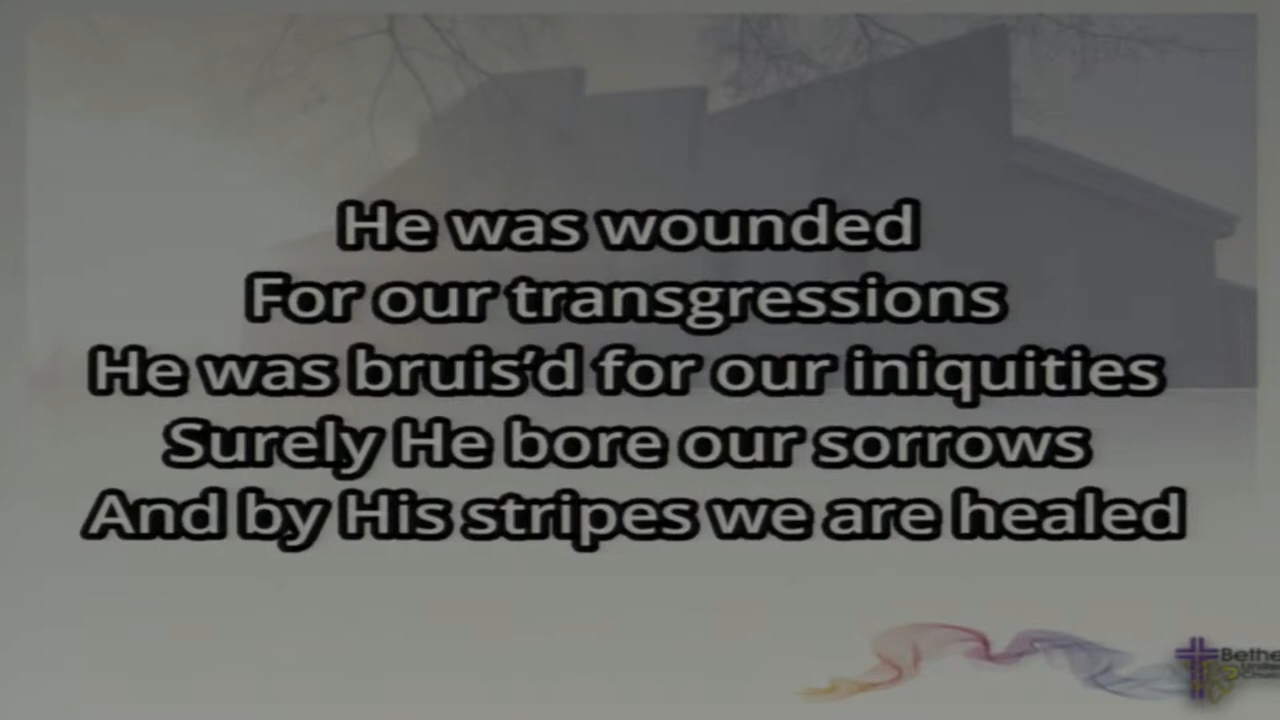 He was wounded
For our transgressions
He was bruis’d for our iniquities
Surely He bore our sorrows
And by His stripes we are healed